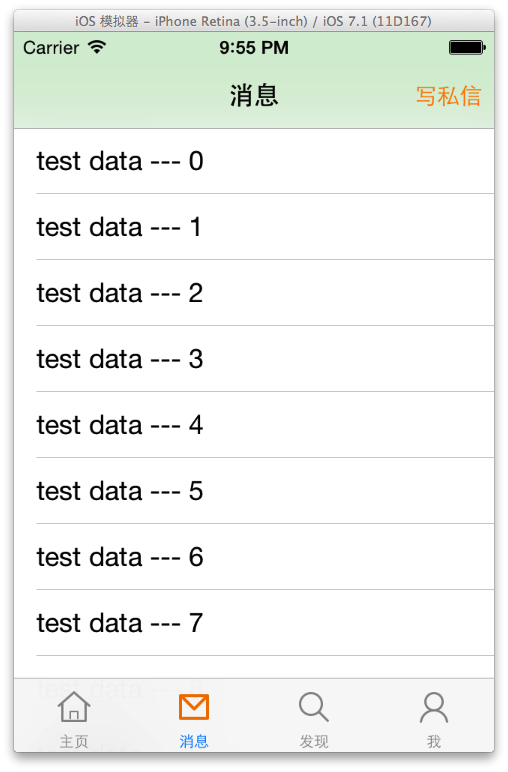 iOS 模拟器 - iPhone Retina (3.5-inch) / iOS 7.1 (11D167)
Carrier 9:55 PM
消息 写私信
test data --- 0
test data --- 1
test data --- 2
test data --- 3
test data --- 4
test data --- 5
test data --- 6
test data --- 7
主页 消息 发现 我